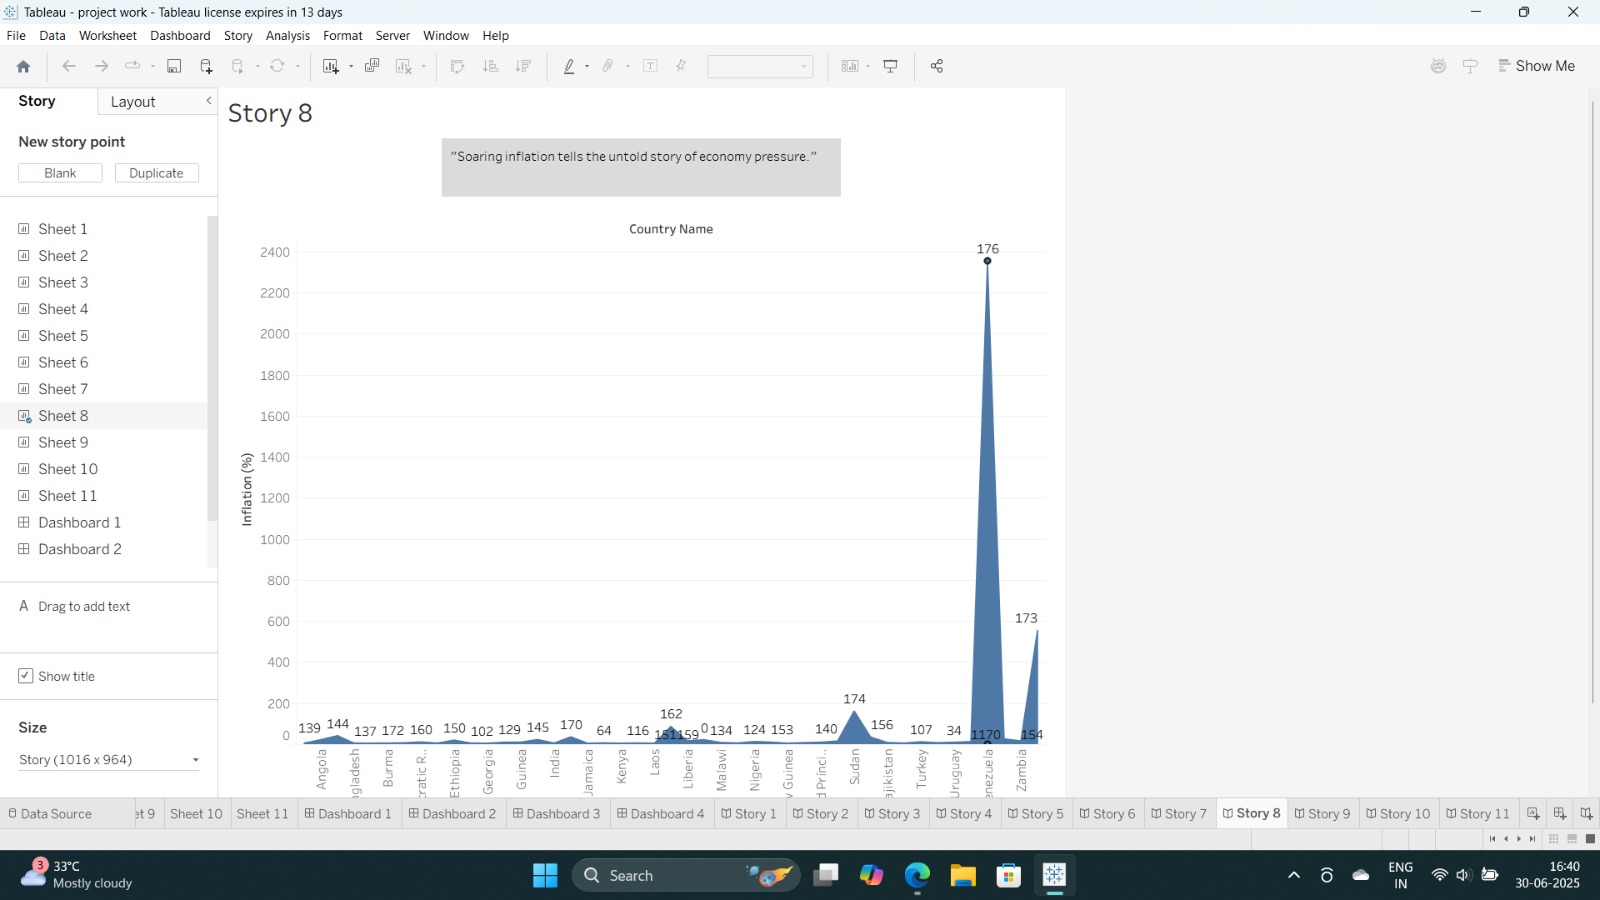 Tableau - project work - Tableau license expires in 13 days
File Data Worksheet Dashboard Story Analysis Format Server Window Help
Show Me
Story Layout
New story point
Blank Duplicate
Sheet 1
Sheet 2
Sheet 3
Sheet 4
Sheet 5
Sheet 6
Sheet 7
Sheet 8
Sheet 9
Sheet 10
Sheet 11
Dashboard 1
Dashboard 2
A Drag to add text
Show title
Size
Story (1016 x 964)
Story 8
"Soaring inflation tells the untold story of economy pressure."
Country Name
Inflation (%)
2400
2200
2000
1800
1600
1400
1200
1000
800
600
400
200
0
176
173
174
162
139 144 137 172 160 150 102 129 145 170 64 116 151 159 0 134 124 153 140 156 107 34 1170 154
Angola
gladesh
Burma
cratic R..
Ethiopia
Georgia
Guinea
India
Jamaica
Kenya
Laos
Liberia
Malawi
Nigeria
Guinea
d Princi..
Sudan
ajikistan
Turkey
Uruguay
enezuela
Zambia
Data Source et 9 Sheet 10 Sheet 11 Dashboard 1 Dashboard 2 Dashboard 3 Dashboard 4 Story 1 Story 2 Story 3 Story 4 Story 5 Story 6 Story 7 Story 8 Story 9 Story 10 Story 11
3
33°C
Mostly cloudy
Search
ENG
IN
16:40
30-06-2025